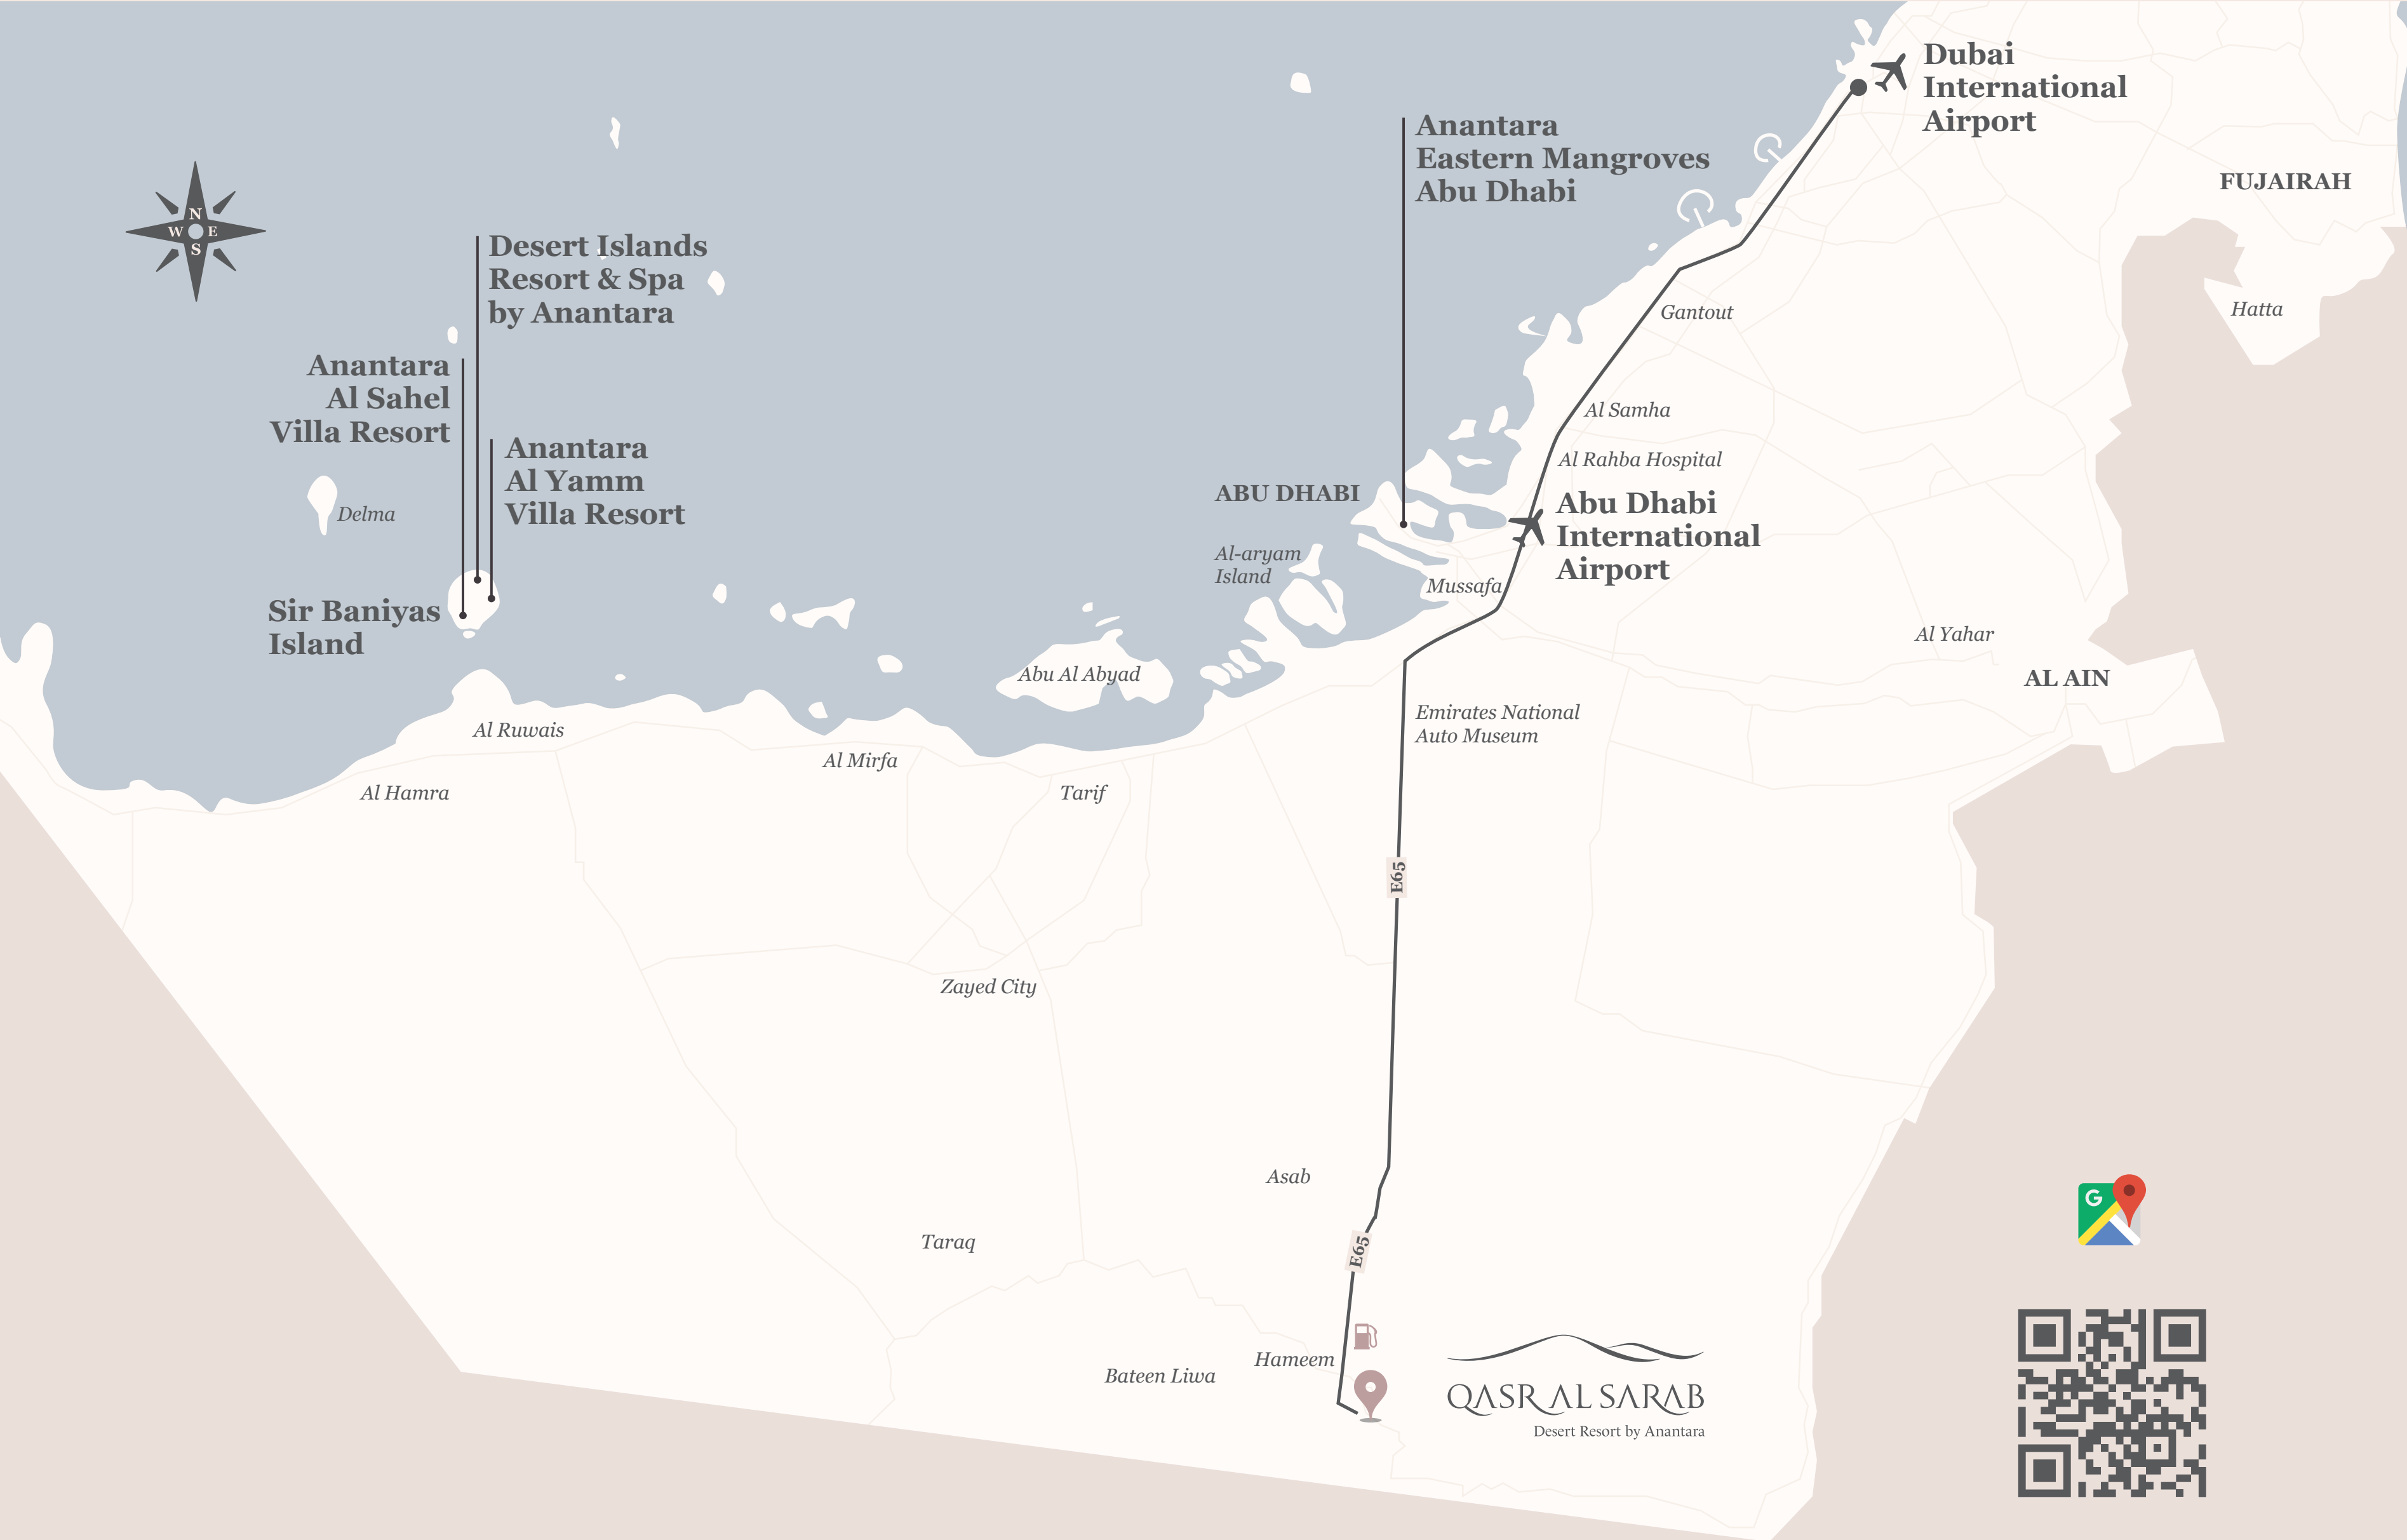 Dubai
International
Airport
Anantara
Eastern Mangroves
Abu Dhabi
FUJAIRAH
N
W E
S
Desert Islands
Resort & Spa
by Anantara
Hatta
Gantout
Anantara
Al Sahel
Villa Resort
Al Samha
Anantara
Al Yamm
Villa Resort
Al Rahba Hospital
ABU DHABI
Abu Dhabi
International
Airport
Delma
Al-aryam
Island
Mussafa
Sir Baniyas
Island
Al Yahar
Abu Al Abyad
AL AIN
Emirates National
Auto Museum
Al Ruwais
Al Mirfa
Al Hamra
Tarif
E65
Zayed City
Asab
G
Taraq
E65
Hameem
Bateen Liwa
QASR AL SARAB
Desert Resort by Anantara